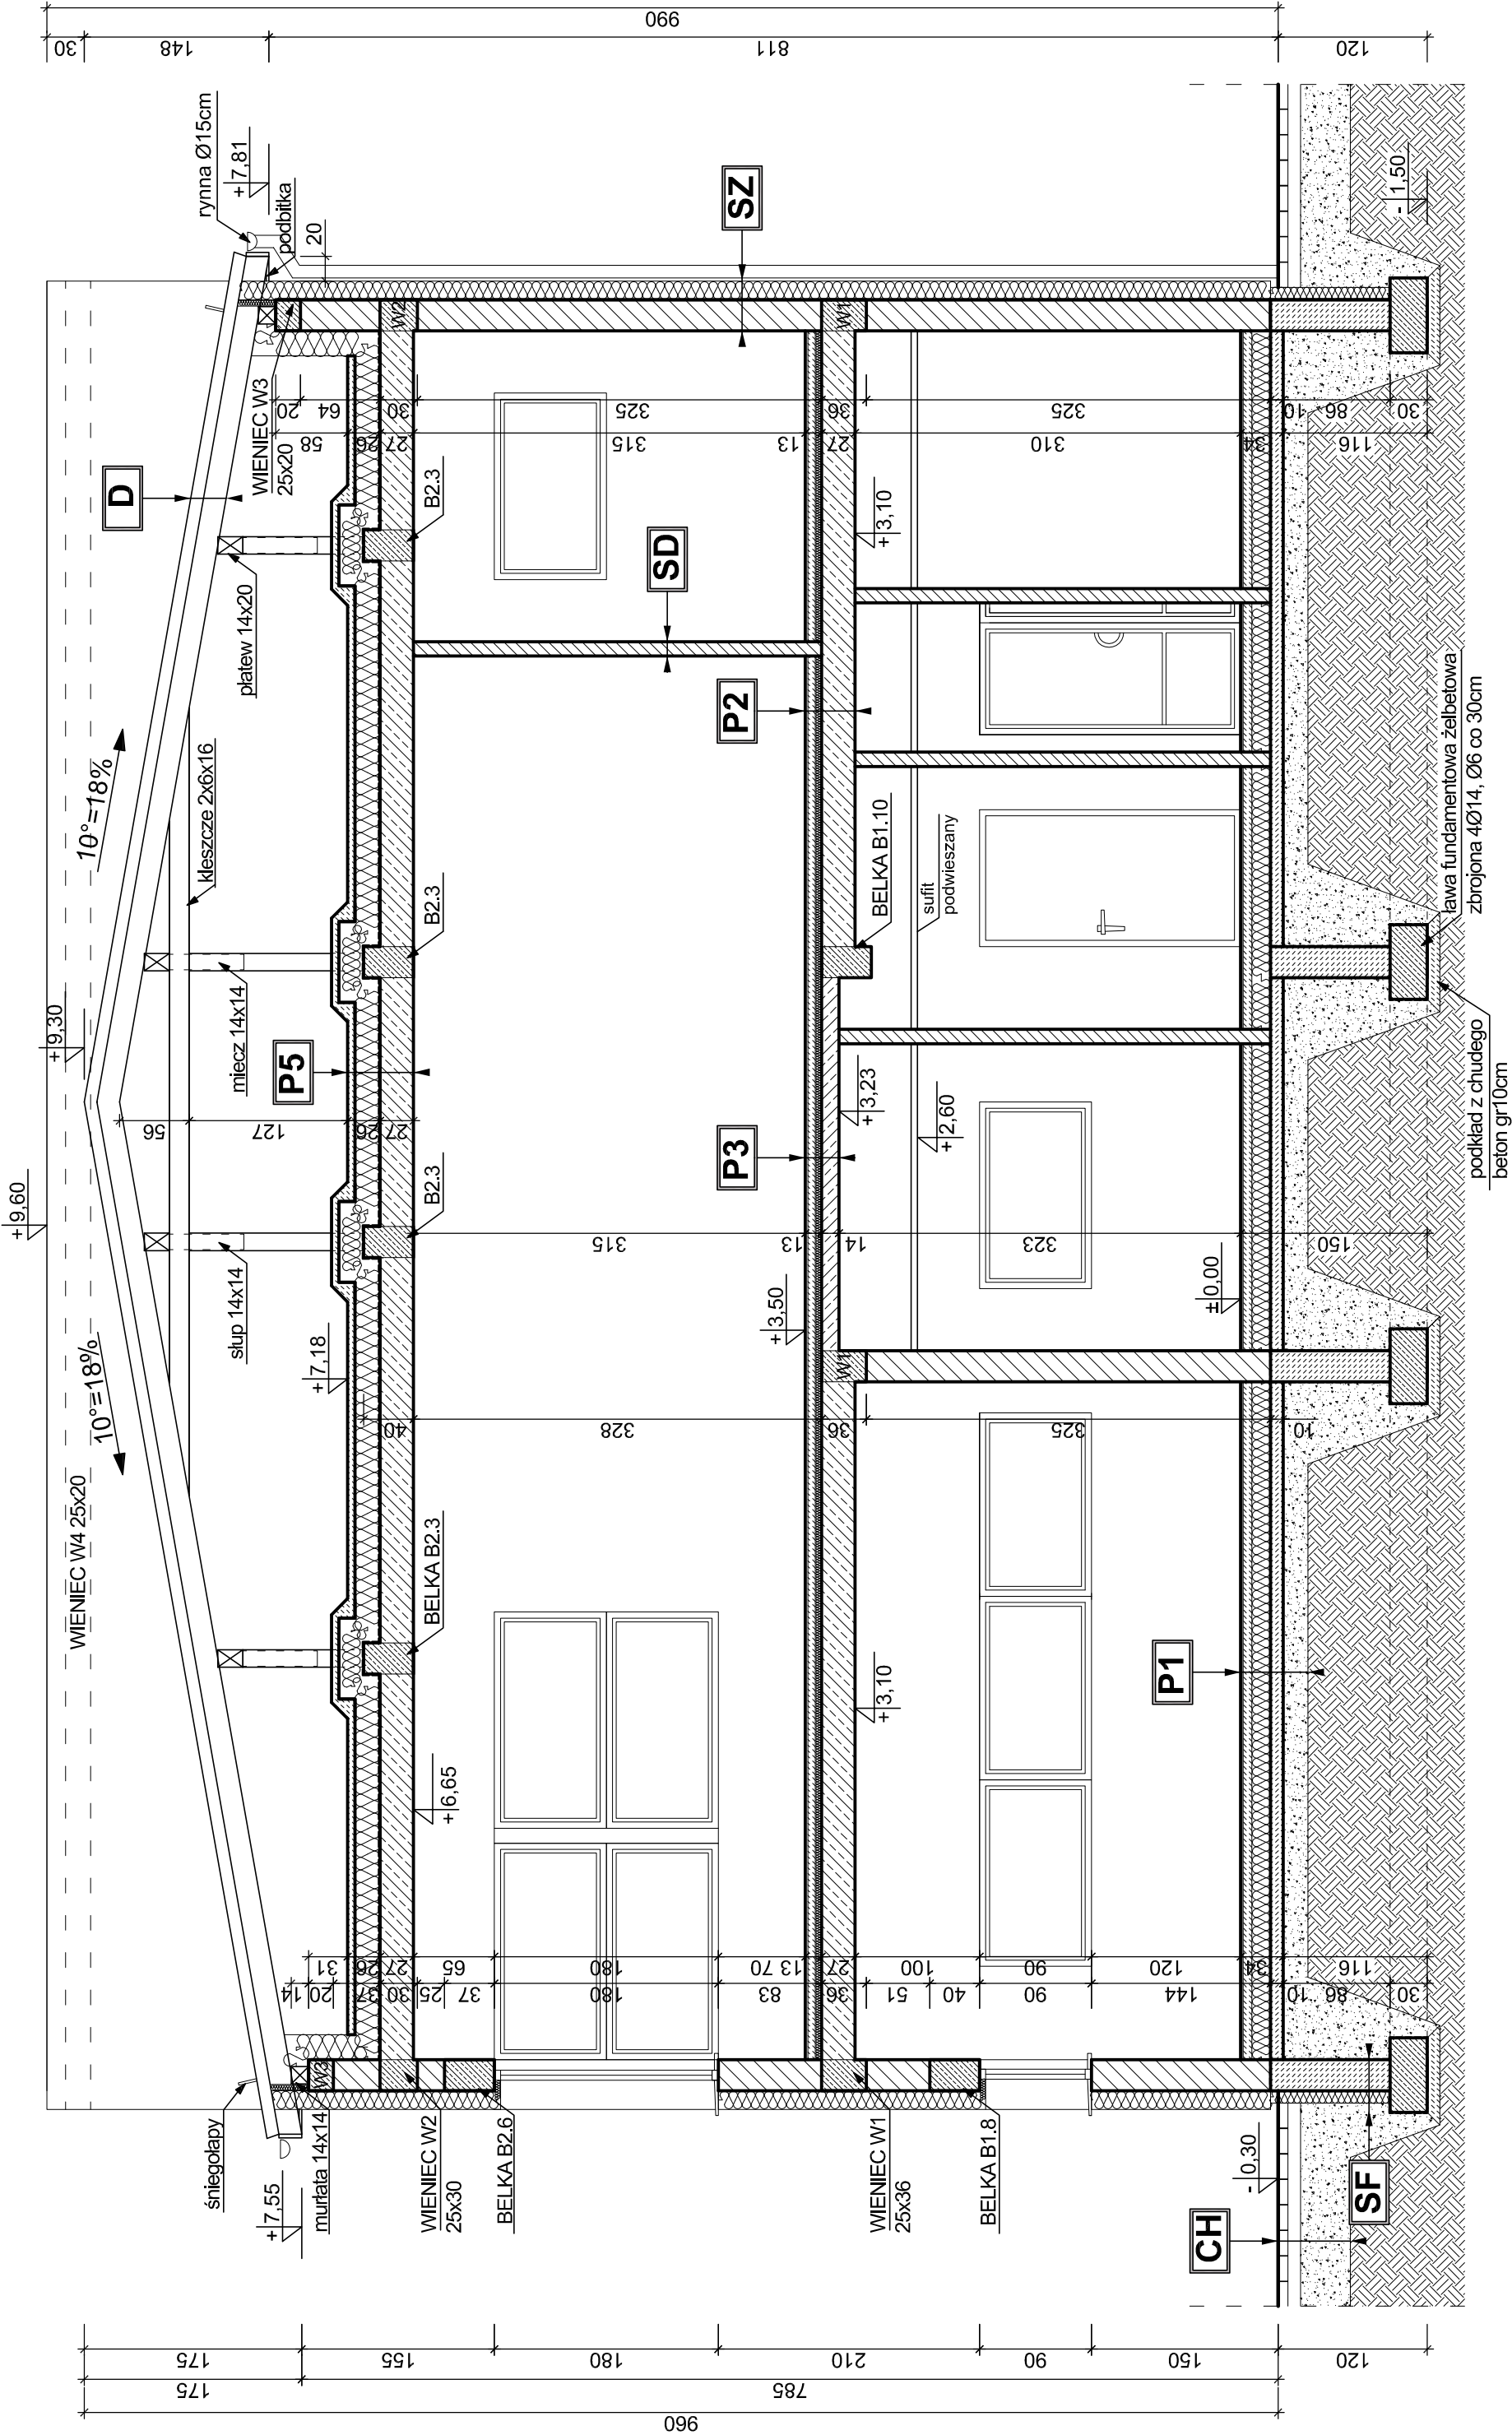 990
30
148
811
120
rynna Ø15cm
+7,81
podbitka
20
SZ
-1,50
D
WIENIEC W3
25x20
W2
W1
20
64
30
325
36
325
10
86
30
58
26
27
315
13
27
310
34
116
B2.3
+3,10
płatew 14x20
SD
P2
10°=18%
kleszcze 2x6x16
B2.3
BELKA B1.10
sufit
podwieszany
ława fundamentowa żelbetowa
zbrojona 4Ø14, Ø6 co 30cm
+9,30
miecz 14x14
P5
+3,23
+2,60
podkład z chudego
beton gr10cm
56
127
26
27
P3
+9,60
słup 14x14
B2.3
315
13
14
323
150
+3,50
±0,00
10°=18%
+7,18
W1
40
328
36
325
10
WIENIEC W4 25x20
BELKA B2.3
P1
+6,65
+3,10
31
26
27
65
180
70
13
27
100
90
120
34
116
14
20
37
30
25
37
180
83
36
51
40
90
144
10
86
30
W3
śniegołapy
+7,55
murłata 14x14
WIENIEC W2
25x30
BELKA B2.6
WIENIEC W1
25x36
BELKA B1.8
-0,30
CH
SF
175
155
180
210
90
150
120
175
785
960